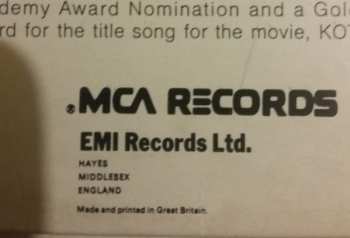 demy Award Nomination and a Gol
rd for the title song for the movie, KOT
®MCA RECORDS
EMI Records Ltd.
HAYES
MIDDLESEX
ENGLAND
Made and printed in Great Britain.